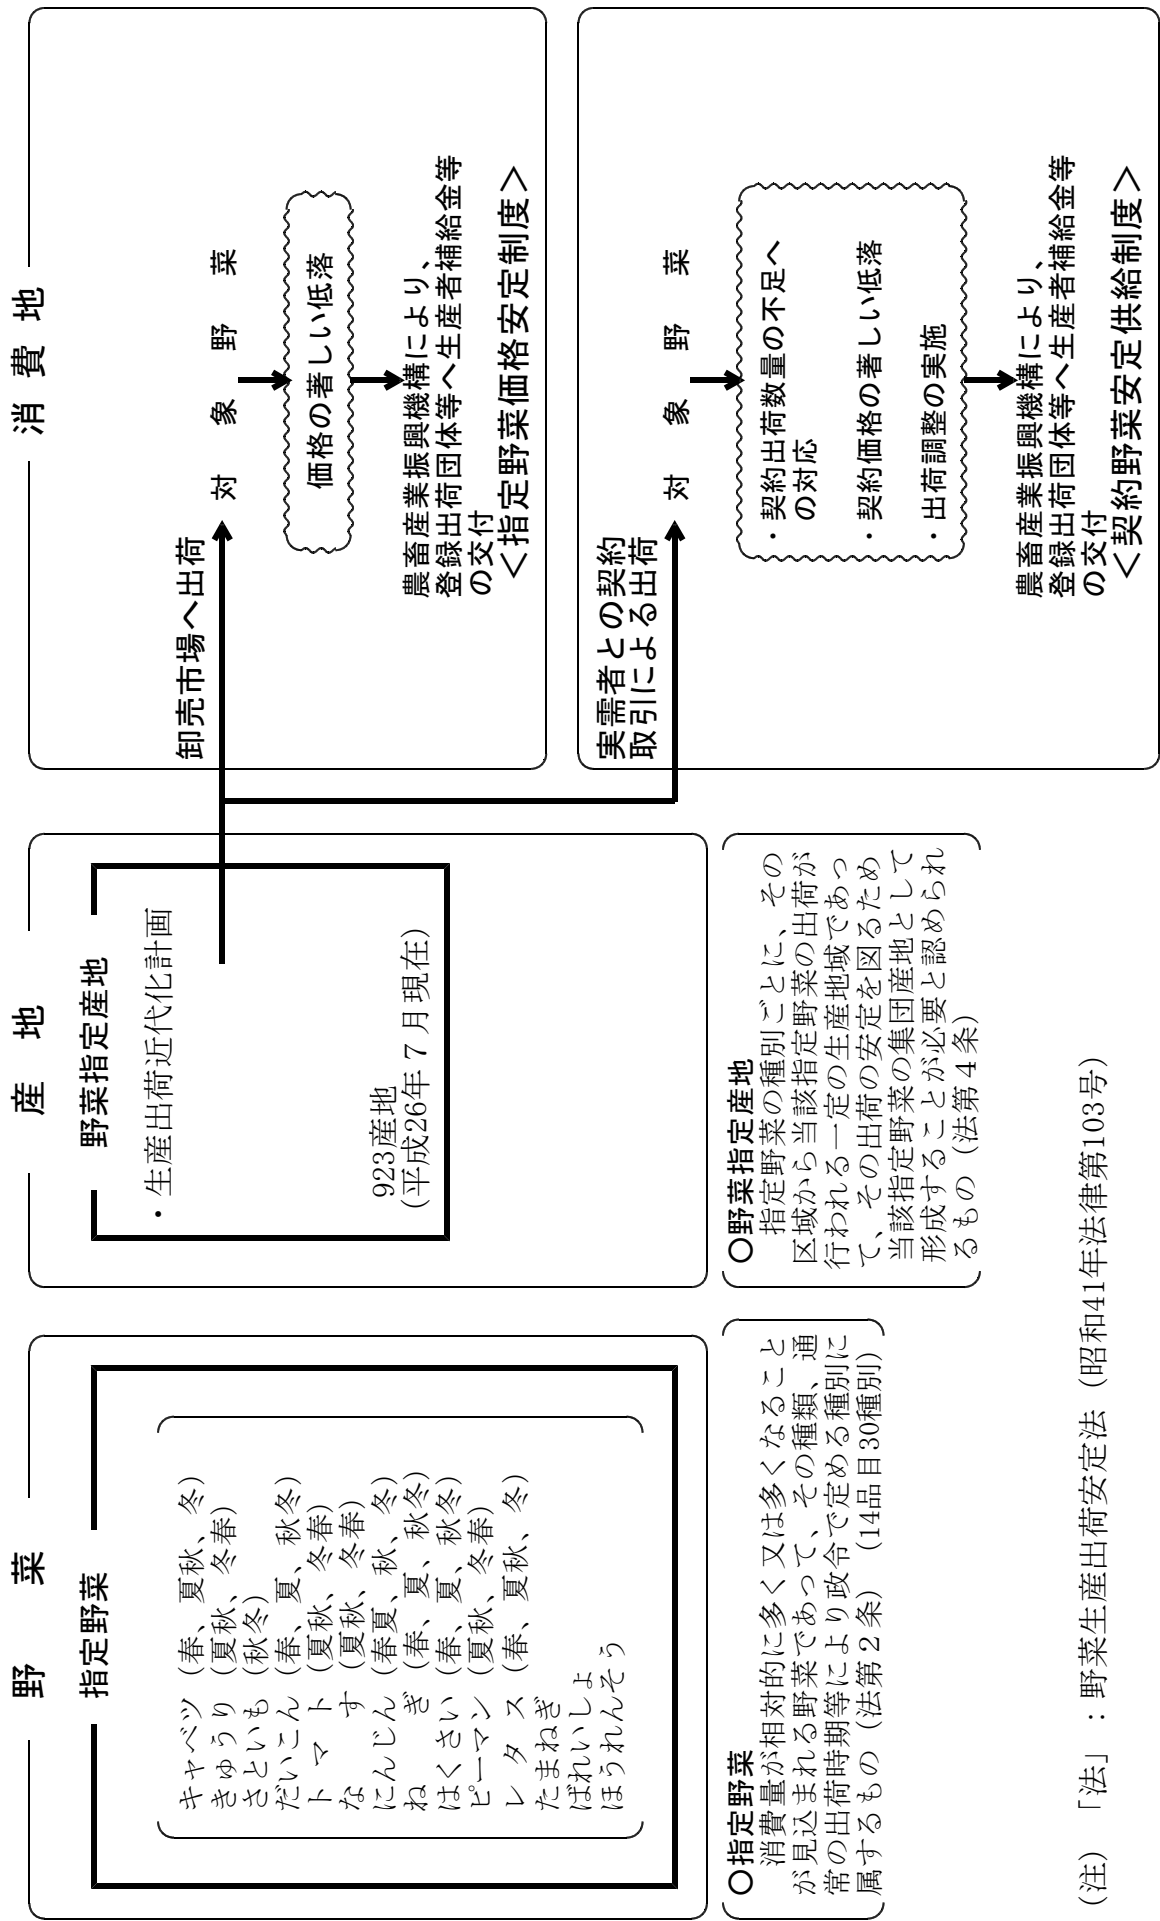 野菜
指定野菜
キャベツ (春、夏秋、冬)
きゅうり (夏秋、冬春)
さといも (秋冬)
だいこん (春、夏、秋冬)
トマト (夏秋、冬春)
なす (夏秋、冬春)
にんじん (春夏、秋、冬)
ねぎ (春、夏、秋冬)
はくさい (春、夏、秋冬)
ピーマン (夏秋、冬春)
レタス (春、夏秋、冬)
たまねぎ
ばれいしょ
ほうれんそう
〇指定野菜
消費量が相対的に多く又は多くなること
が見込まれる野菜であって、その種類、通
常の出荷時期等により政令で定める種別に
属するもの（法第２条） (14品目30種別)
産地
野菜指定産地
・生産出荷近代化計画
923産地
(平成26年７月現在)
〇野菜指定産地
指定野菜の種別ごとに、その
区域から当該指定野菜の出荷が
行われる一定の生産地域であっ
て、その出荷の安定を図るため
当該指定野菜の集団産地として
形成することが必要と認められ
るもの（法第４条）
消費地
卸売市場へ出荷
対象野菜
価格の著しい低落
農畜産業振興機構により、
登録出荷団体等へ生産者補給金等
の交付
＜指定野菜価格安定制度＞
実需者との契約
取引による出荷
対象野菜
・契約出荷数量の不足へ
の対応
・契約価格の著しい低落
・出荷調整の実施
農畜産業振興機構により、
登録出荷団体等へ生産者補給金等
の交付
＜契約野菜安定供給制度＞
(注) 「法」：野菜生産出荷安定法（昭和41年法律第103号）